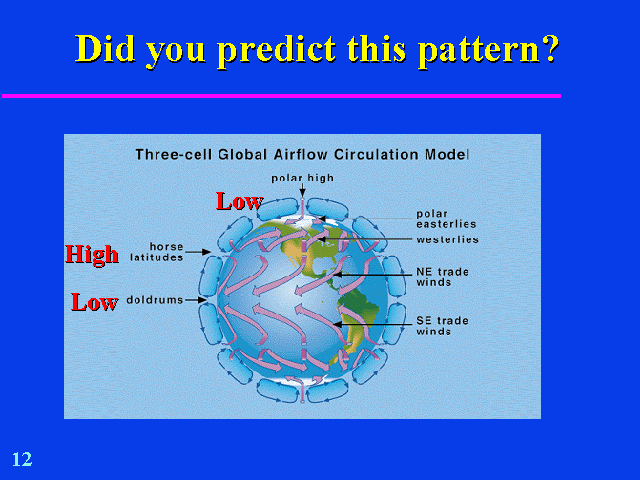 Did you predict this pattern?
Three-cell Global Airflow Circulation Model
polar high
Low
polar
easterlies
westerlies
High
horse
latitudes
NE trade
winds
Low
doldrums
SE trade
winds
12